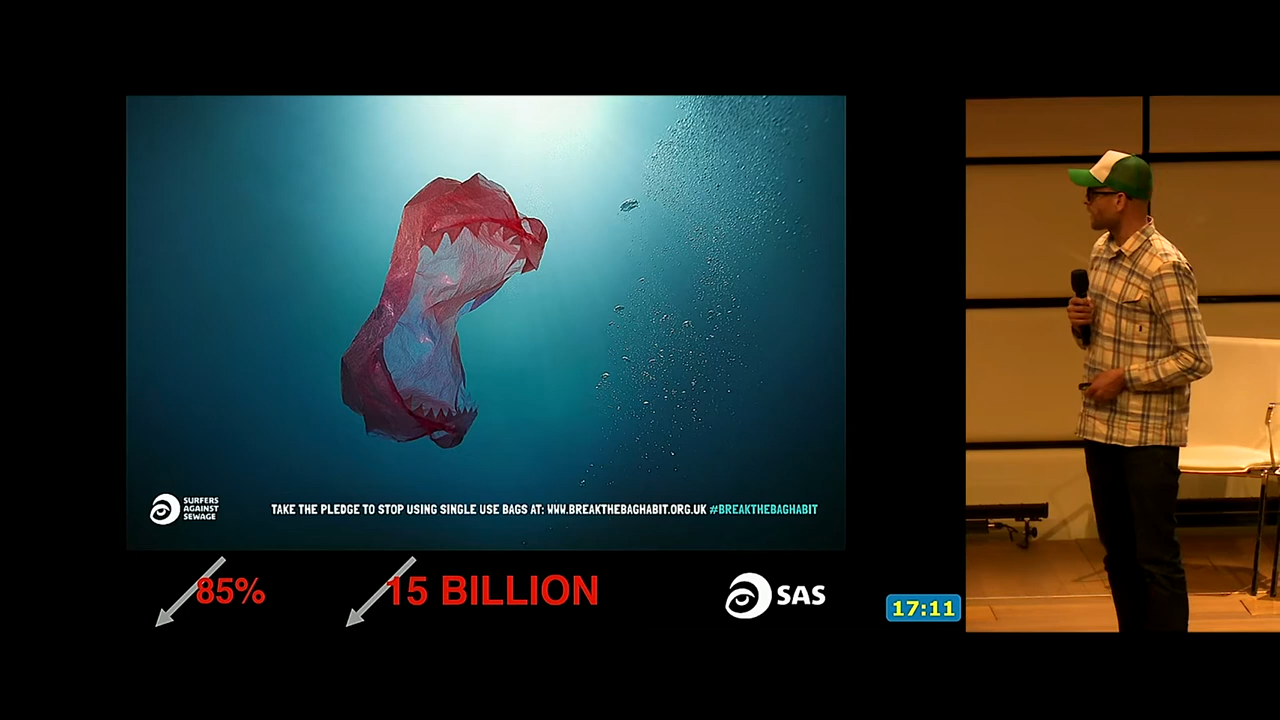 SURFERS
AGAINST
SEWAGE
TAKE THE PLEDGE TO STOP USING SINGLE USE BAGS AT: WWW.BREAKTHEBAGHABIT.ORG.UK #BREAKTHEBAGHABIT
85%
15 BILLION
SAS
17:11